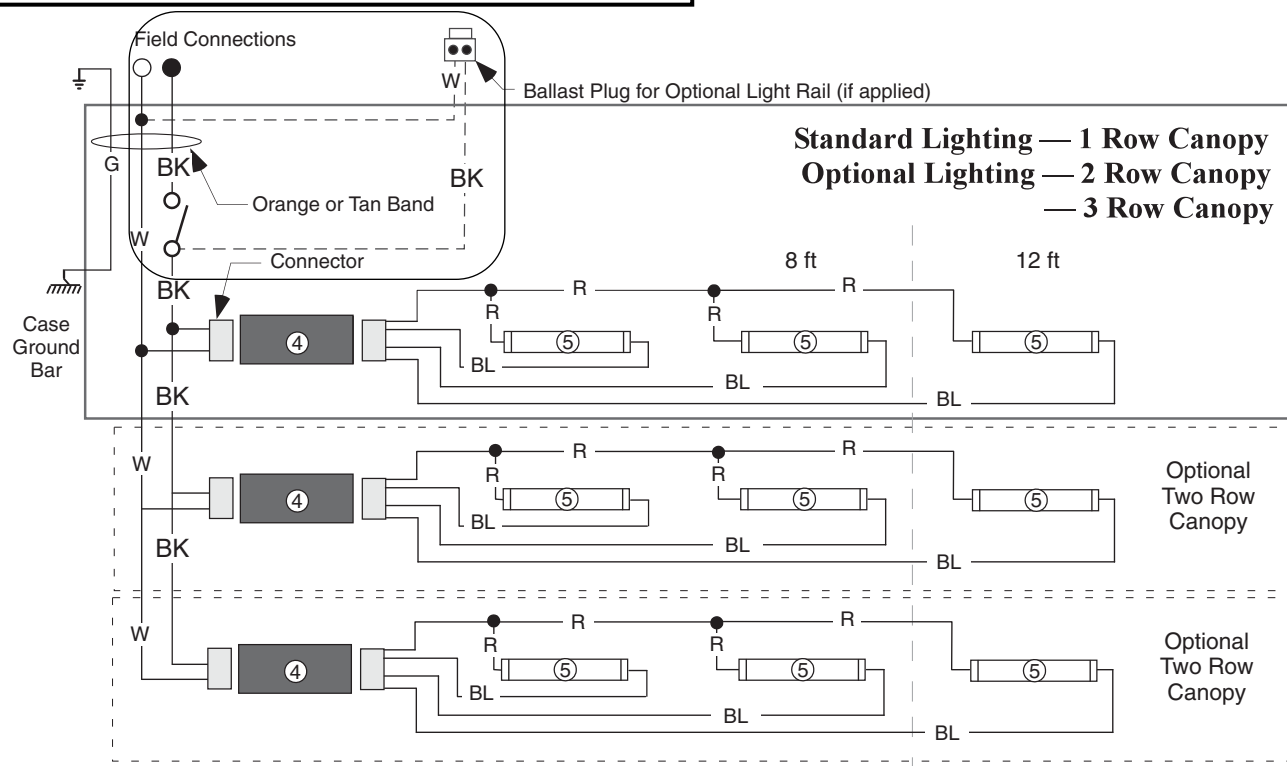 Field Connections
W
Ballast Plug for Optional Light Rail (if applied)
Standard Lighting — 1 Row Canopy
Optional Lighting — 2 Row Canopy
— 3 Row Canopy
G
BK
BK
Orange or Tan Band
W
Connector
8 ft
12 ft
BK
R
R
Case
Ground
Bar
R
R
4
5
5
5
BL
BL
BL
BK
W
R
R
R
R
4
5
5
5
BL
BL
BL
Optional
Two Row
Canopy
BK
W
R
R
R
R
4
5
5
5
BL
BL
BL
Optional
Two Row
Canopy